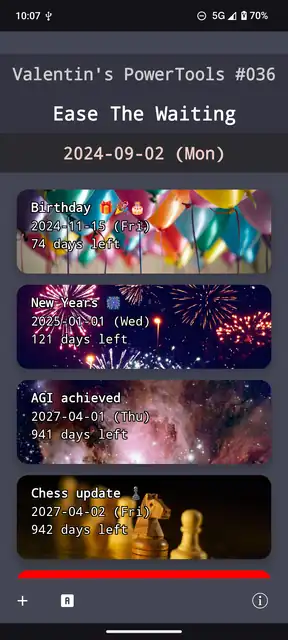 10:07 5G 70%
Valentin's PowerTools #036
Ease The Waiting
2024-09-02 (Mon)
Birthday 🎁🎉🎂
2024-11-15 (Fri)
74 days left
New Years 🎆
2025-01-01 (Wed)
121 days left
AGI achieved
2027-04-01 (Thu)
941 days left
Chess update ♟
2027-04-02 (Fri)
942 days left
+ A